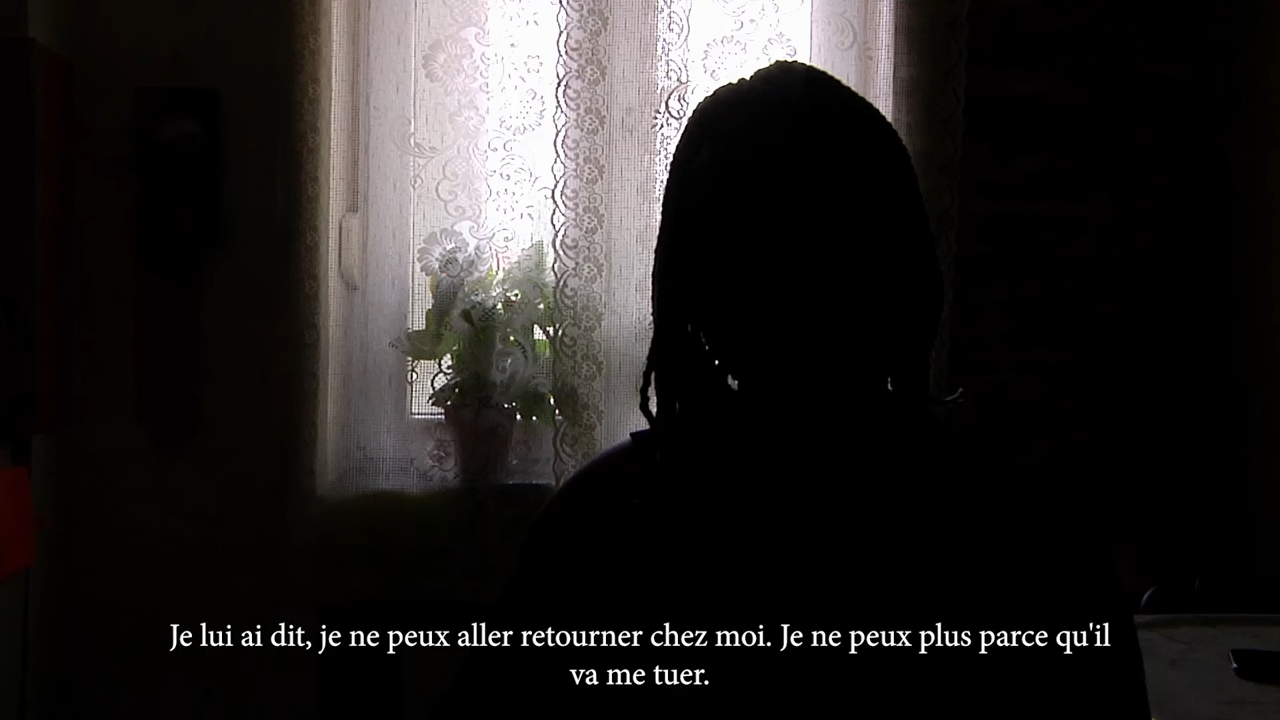 Je lui ai dit, je ne peux aller retourner chez moi. Je ne peux plus parce qu'il
va me tuer.